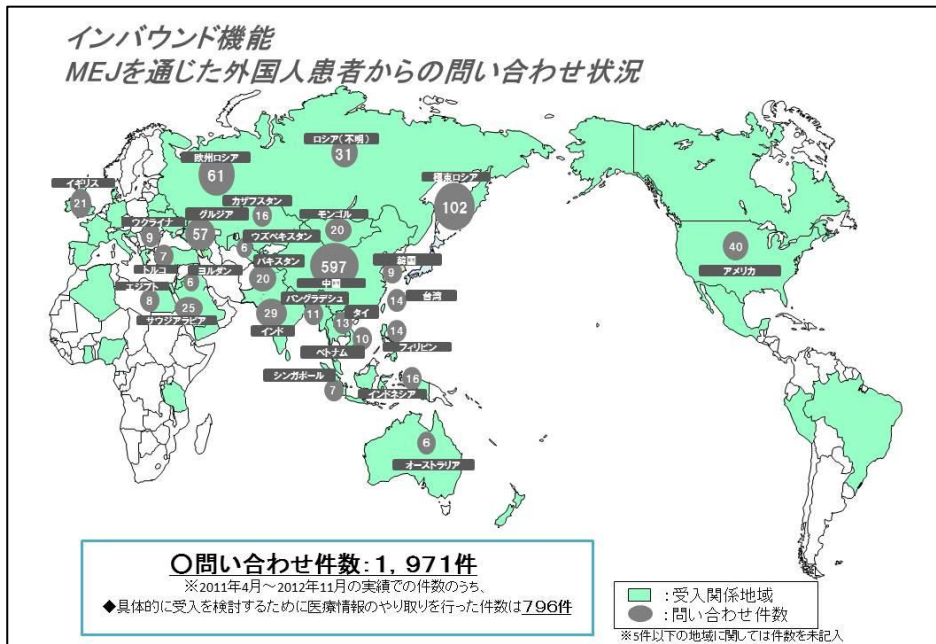 インバウンド機能
MEJを通じた外国人患者からの問い合わせ状況
ロシア(不明)
31
欧州ロシア
61
極東ロシア
102
イギリス
21
カザフスタン
16
グルジア
57
モンゴル
20
ウクライナ
9
ウズベキスタン
6
トルコ
7
ヨルダン
6
パキスタン
20
597
中国
韓国
9
アメリカ
40
エジプト
8
サウジアラビア
25
バングラデシュ
11
インド
29
タイ
13
台湾
14
ベトナム
10
フィリピン
14
シンガポール
7
インドネシア
16
オーストラリア
6
〇問い合わせ件数:1,971件
※2011年4月~2012年11月の実績での件数のうち、
◆具体的に受入を検討するために医療情報のやり取りを行った件数は796件
:受入関係地域
:問い合わせ件数
※5件以下の地域に関しては件数を未記入